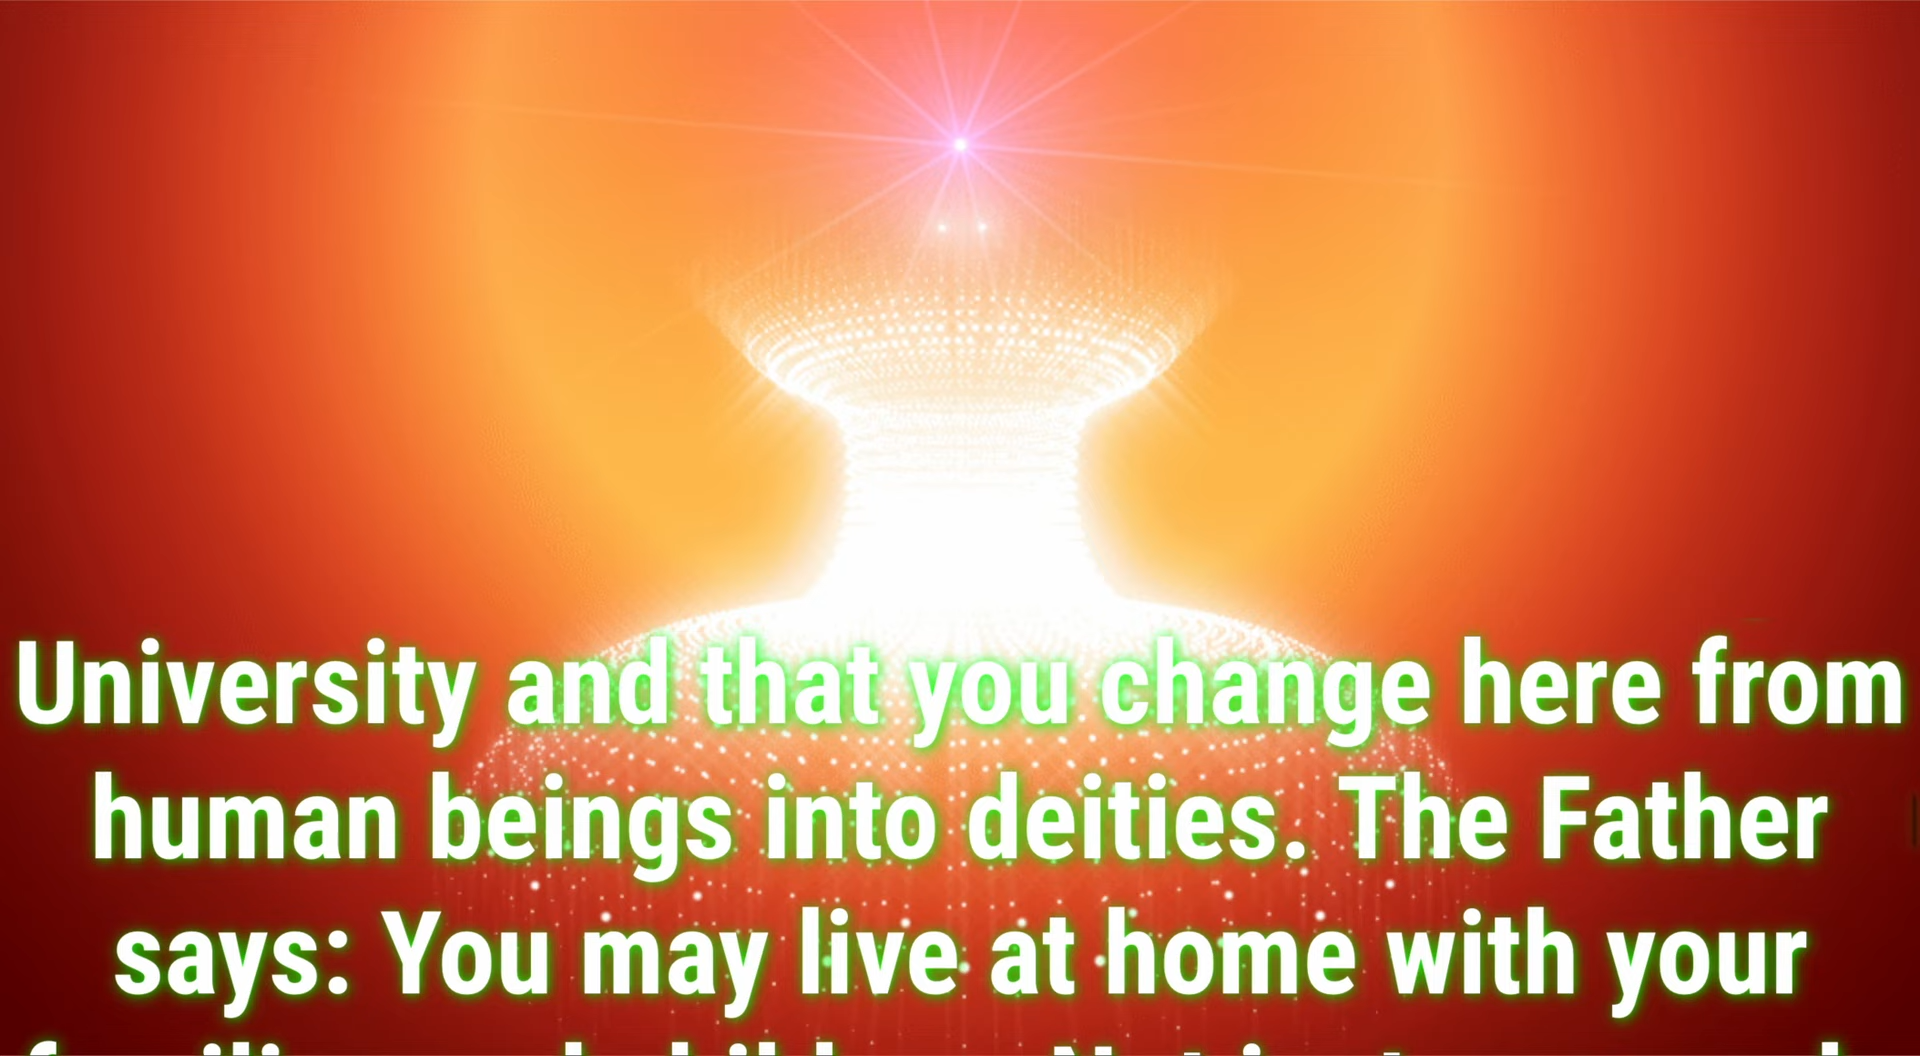 University and that you change here from
human beings into deities. The Father
says: You may live at home with your